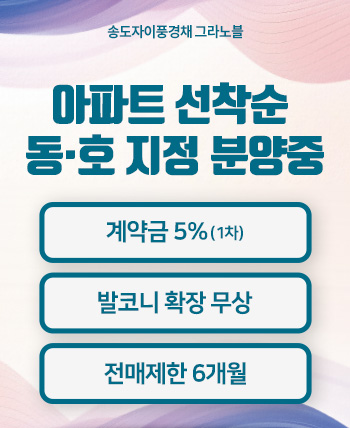 송도자이풍경채 그라노블
아파트 선착순
동·호 지정 분양중
계약금 5% (1차)
발코니 확장 무상
전매제한 6개월